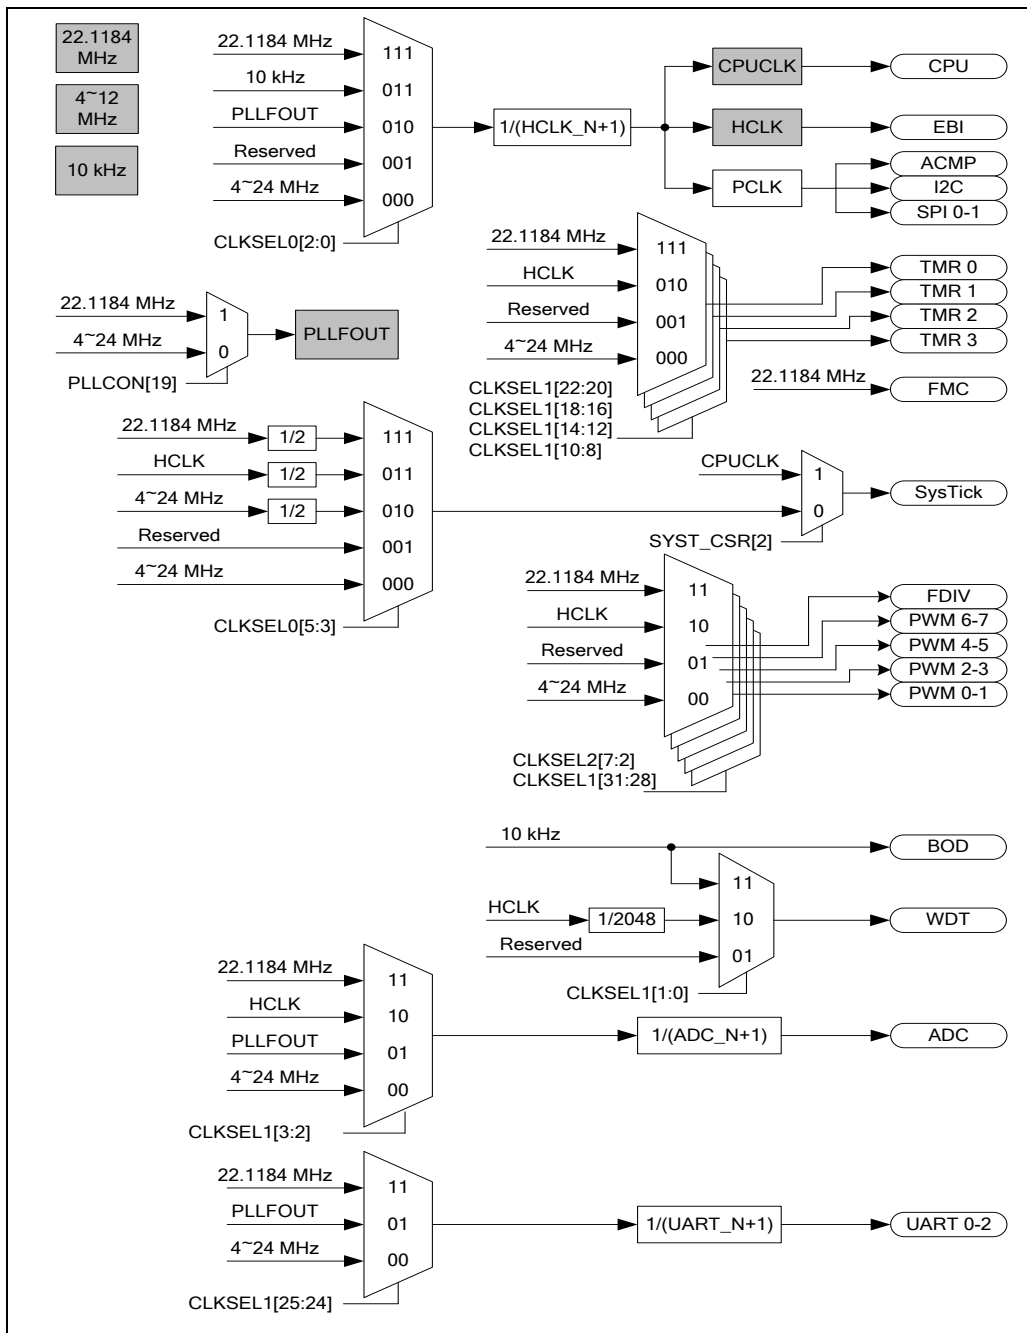 22.1184
MHz
4~12
MHz
10 kHz
22.1184 MHz
10 kHz
PLLFOUT
Reserved
4~24 MHz
111
011
010
001
000
CLKSEL0[2:0]
1/(HCLK_N+1)
CPUCLK
HCLK
PCLK
CPU
EBI
ACMP
I2C
SPI 0-1
22.1184 MHz
4~24 MHz
1
0
PLLCON[19]
PLLFOUT
22.1184 MHz
HCLK
Reserved
4~24 MHz
111
010
001
000
CLKSEL1[22:20]
CLKSEL1[18:16]
CLKSEL1[14:12]
CLKSEL1[10:8]
TMR 0
TMR 1
TMR 2
TMR 3
22.1184 MHz
FMC
22.1184 MHz
HCLK
4~24 MHz
Reserved
4~24 MHz
1/2
1/2
1/2
111
011
010
001
000
CLKSEL0[5:3]
CPUCLK
1
0
SYST_CSR[2]
SysTick
22.1184 MHz
HCLK
Reserved
4~24 MHz
11
10
01
00
CLKSEL2[7:2]
CLKSEL1[31:28]
FDIV
PWM 6-7
PWM 4-5
PWM 2-3
PWM 0-1
10 kHz
HCLK
Reserved
1/2048
11
10
01
CLKSEL1[1:0]
BOD
WDT
22.1184 MHz
HCLK
PLLFOUT
4~24 MHz
11
10
01
00
CLKSEL1[3:2]
1/(ADC_N+1)
ADC
22.1184 MHz
PLLFOUT
4~24 MHz
11
01
00
CLKSEL1[25:24]
1/(UART_N+1)
UART 0-2